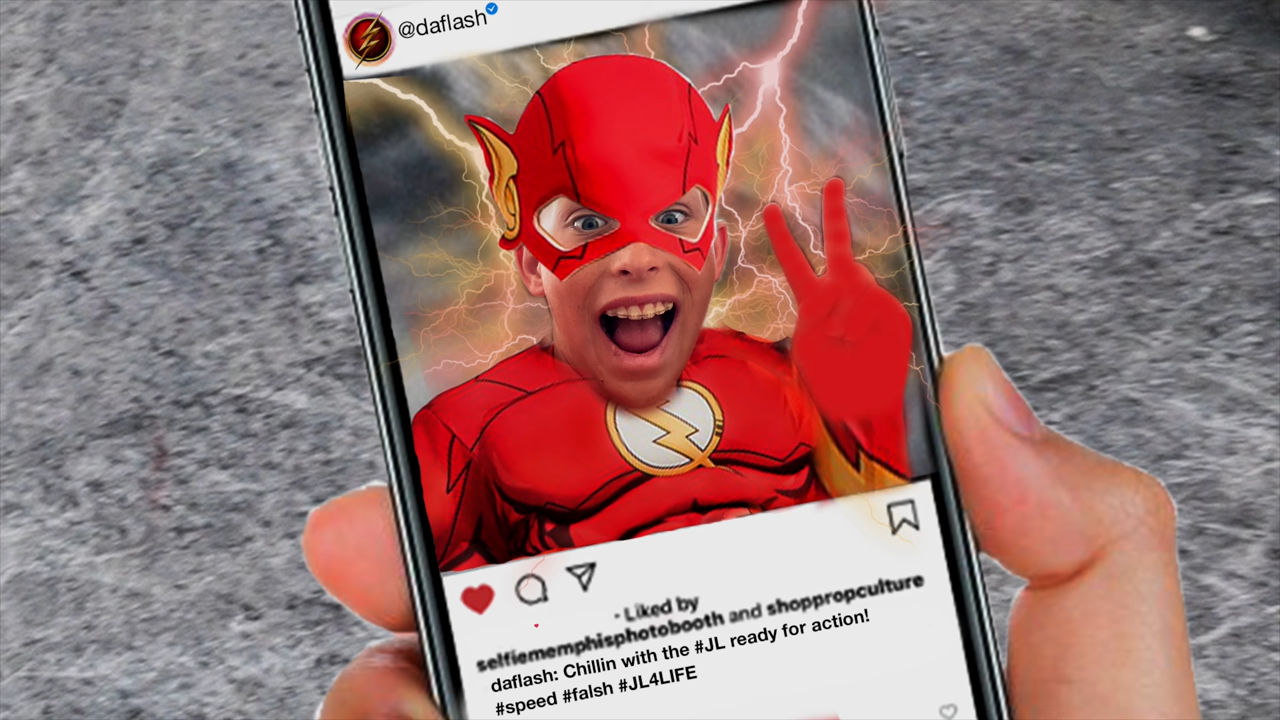 @daflash
- Liked by
selfiememphisphotobooth and shoppropculture
daflash: Chillin with the #JL ready for action!
#speed #falsh #JL4LIFE